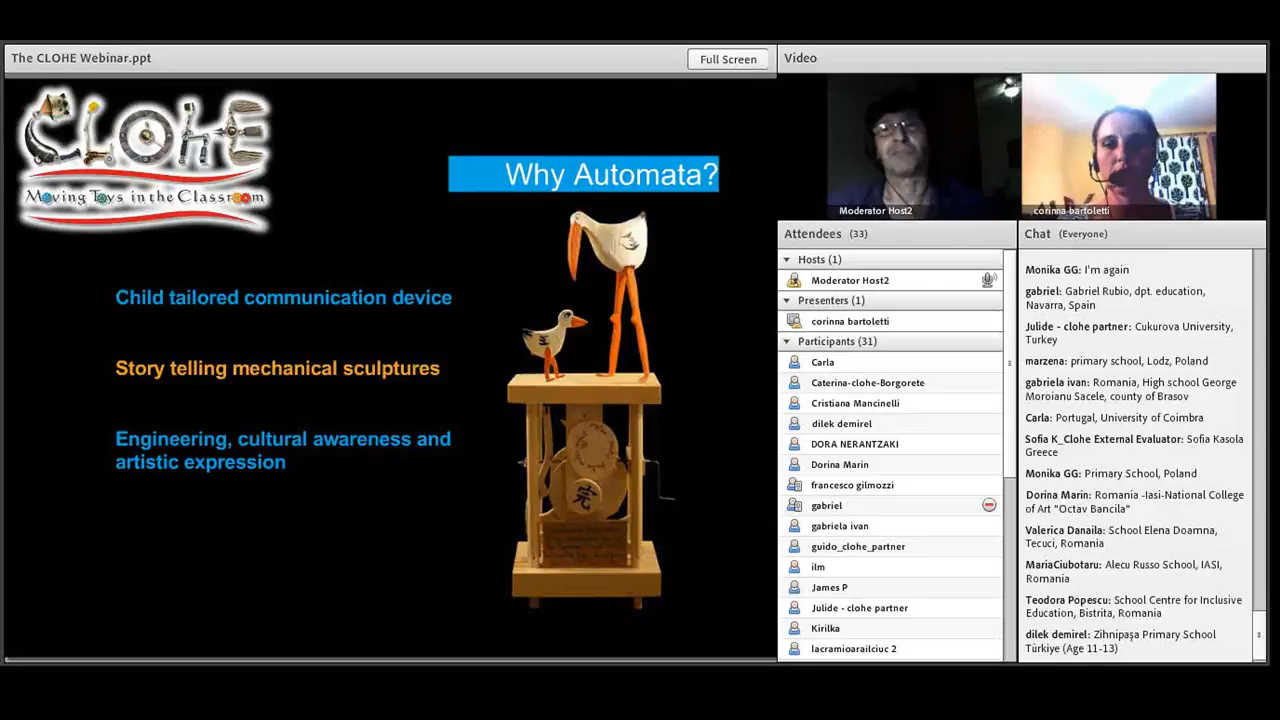 The CLOHE Webinar.ppt
Full Screen
CLOHE
Moving Toys in the Classroom
Why Automata?
Child tailored communication device
Story telling mechanical sculptures
Engineering, cultural awareness and
artistic expression
完
Video
Moderator Host2
corinna bartoletti
Attendees (33)
Hosts (1)
Moderator Host2
Presenters (1)
corinna bartoletti
Participants (31)
Carla
Caterina-clohe-Borgorete
Cristiana Mancinelli
dilek demirel
DORA NERANTZAKI
Dorina Marin
francesco gilmozzi
gabriel
gabriela ivan
guido_clohe_partner
ilm
James P
Julide - clohe partner
Kirilka
lacramioarailciuc 2
Chat (Everyone)
Monika GG: I'm again
gabriel: Gabriel Rubio, dpt. education,
Navarra, Spain
Julide - clohe partner: Cukurova University,
Turkey
marzena: primary school, Lodz, Poland
gabriela ivan: Romania, High school George
Moroianu Sacele, county of Brasov
Carla: Portugal, University of Coimbra
Sofia K_Clohe External Evaluator: Sofia Kasola
Greece
Monika GG: Primary School, Poland
Dorina Marin: Romania -Iasi-National College
of Art "Octav Bancila"
Valerica Danaila: School Elena Doamna,
Tecuci, Romania
MariaCiubotaru: Alecu Russo School, IASI,
Romania
Teodora Popescu: School Centre for Inclusive
Education, Bistrita, Romania
dilek demirel: Zihnipaşa Primary School
Türkiye (Age 11-13)